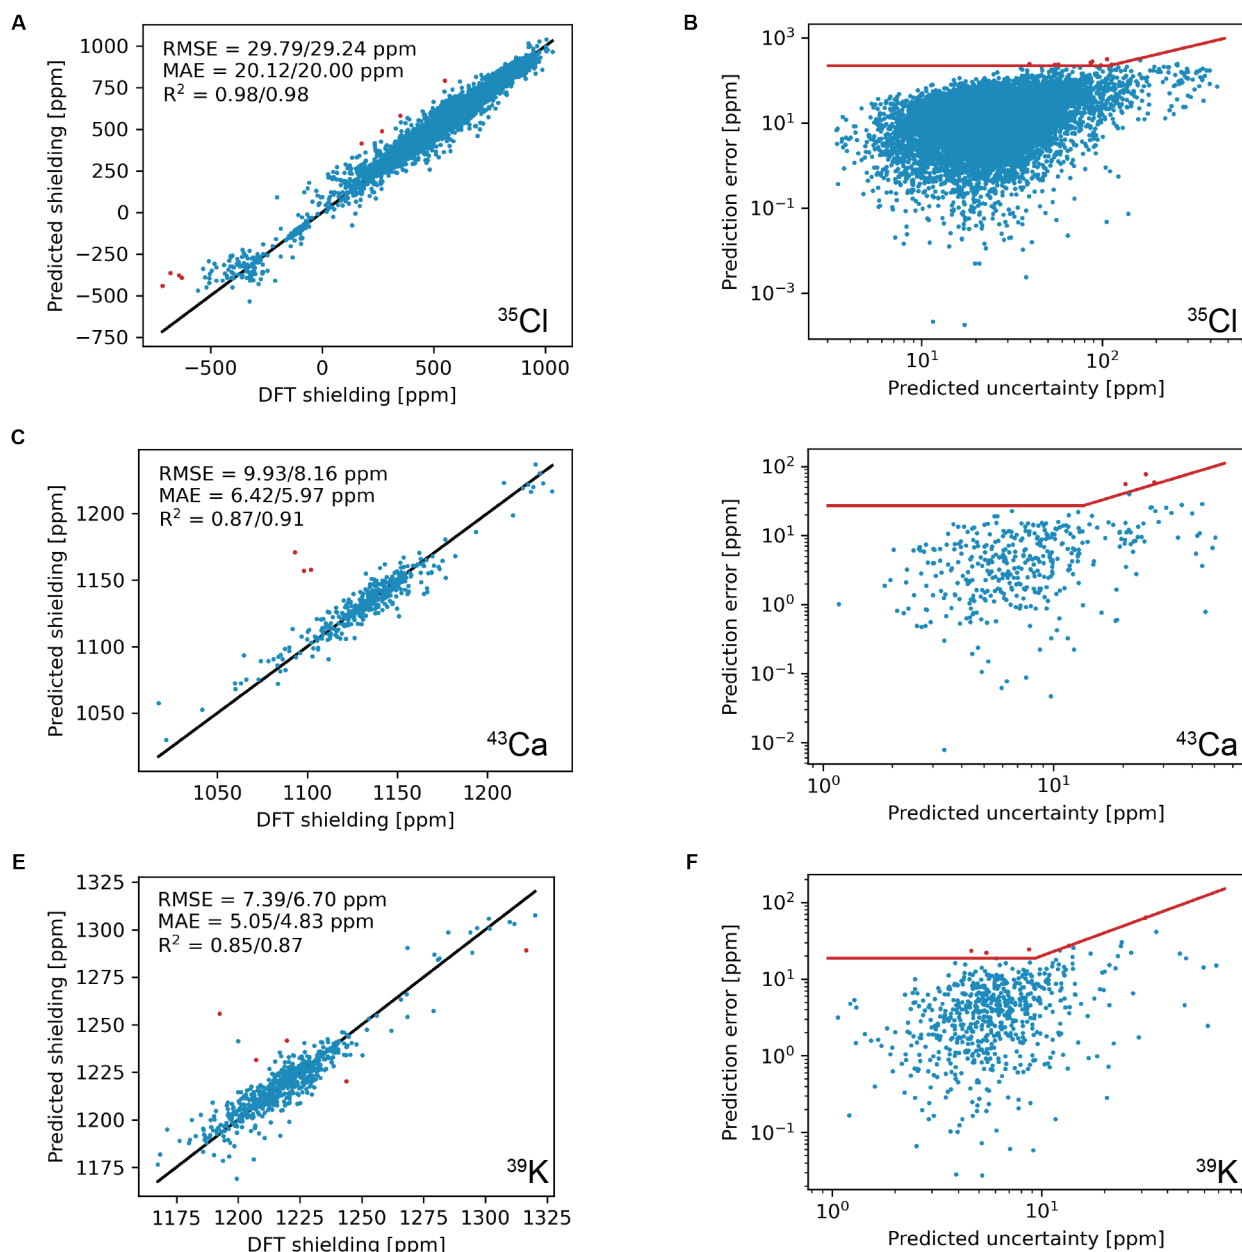 A
RMSE = 29.79/29.24 ppm
MAE = 20.12/20.00 ppm
R² = 0.98/0.98
1000
750
500
250
0
−250
−500
−750
Predicted shielding [ppm]
³⁵Cl
−500 0 500 1000
DFT shielding [ppm]
B
10³
10¹
10⁻¹
10⁻³
Prediction error [ppm]
³⁵Cl
10¹ 10²
Predicted uncertainty [ppm]
C
RMSE = 9.93/8.16 ppm
MAE = 6.42/5.97 ppm
R² = 0.87/0.91
1200
1150
1100
1050
Predicted shielding [ppm]
⁴³Ca
1050 1100 1150 1200
DFT shielding [ppm]
10²
10¹
10⁰
10⁻¹
10⁻²
Prediction error [ppm]
⁴³Ca
10⁰ 10¹
Predicted uncertainty [ppm]
E
RMSE = 7.39/6.70 ppm
MAE = 5.05/4.83 ppm
R² = 0.85/0.87
1325
1300
1275
1250
1225
1200
1175
Predicted shielding [ppm]
³⁹K
1175 1200 1225 1250 1275 1300 1325
DFT shielding [ppm]
F
10²
10¹
10⁰
10⁻¹
Prediction error [ppm]
³⁹K
10⁰ 10¹
Predicted uncertainty [ppm]